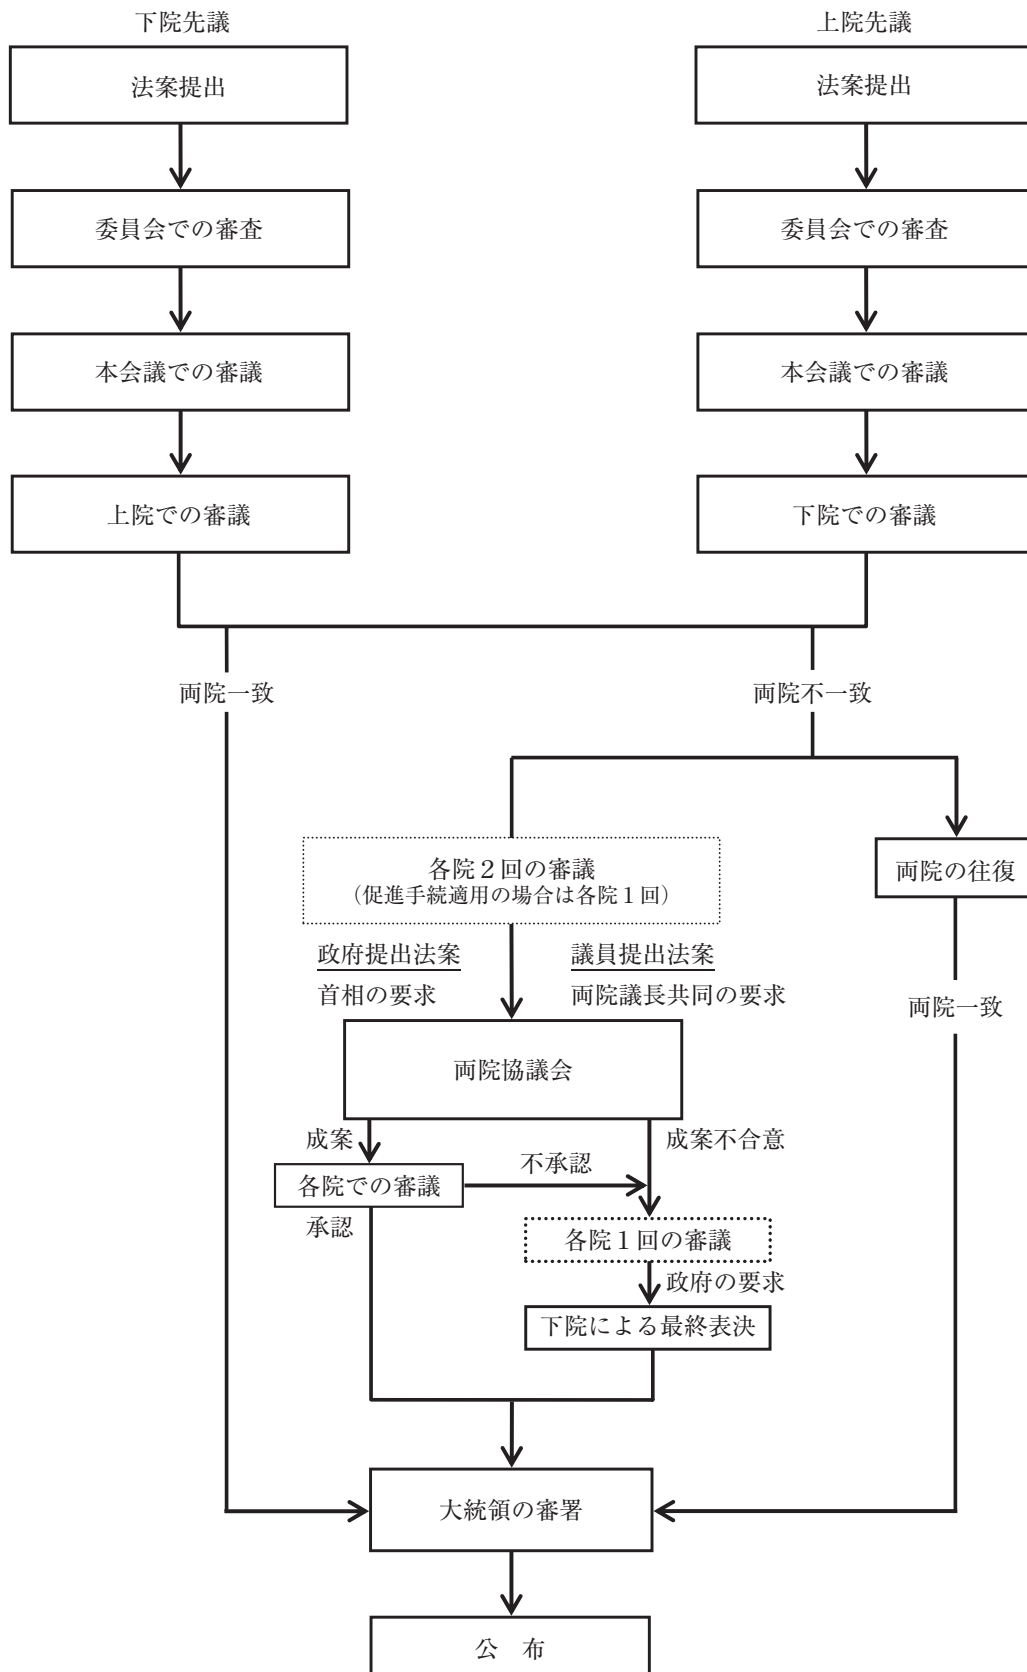 下院先議
上院先議
法案提出
法案提出
委員会での審査
委員会での審査
本会議での審議
本会議での審議
上院での審議
下院での審議
両院一致
両院不一致
各院２回の審議
（促進手続適用の場合は各院１回）
両院の往復
政府提出法案
議員提出法案
首相の要求
両院議長共同の要求
両院一致
両院協議会
成案
成案不合意
不承認
各院での審議
承認
各院１回の審議
政府の要求
下院による最終表決
大統領の審署
公　布